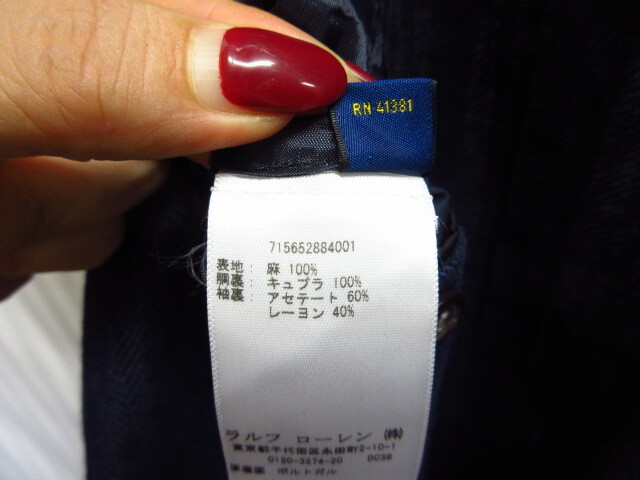 RN 41381
715652884001
表地: 麻 100%
胴裏: キュプラ 100%
袖裏: アセテート 60%
レーヨン 40%
ラルフ ローレン ㈱
東京都千代田区永田町2-10-1
0120-3274-20 0038
原産国 ポルトガル